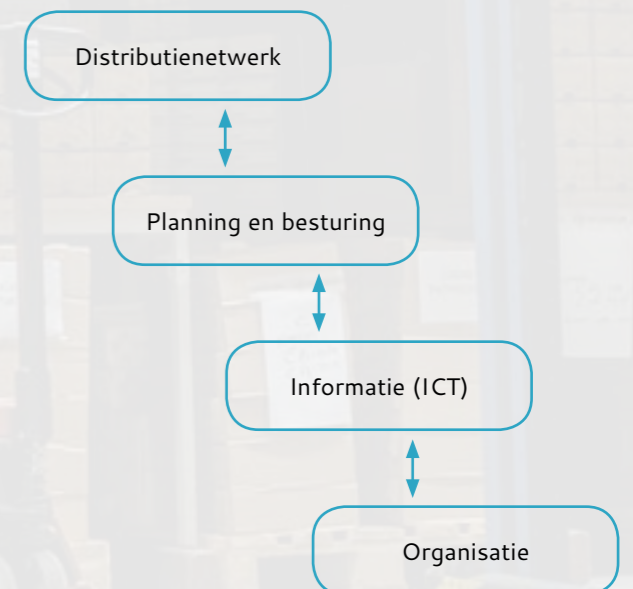 Distributienetwerk
Planning en besturing
Informatie (ICT)
Organisatie